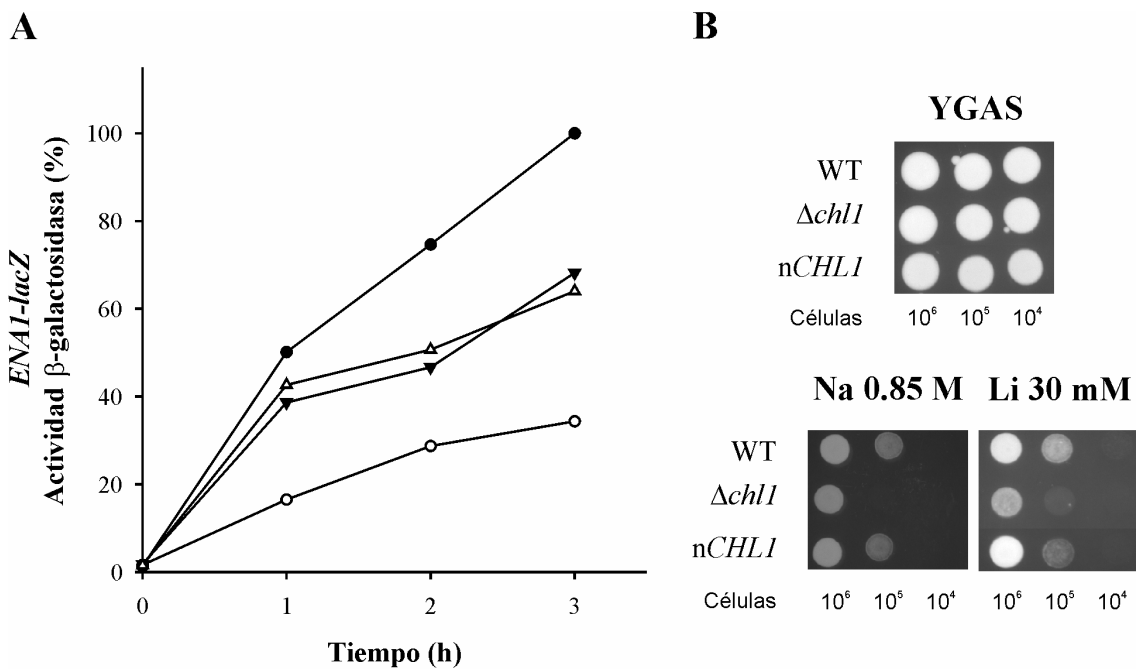 A
ENA1-lacZ
Actividad β-galactosidasa (%)
100
80
60
40
20
0
0 1 2 3
Tiempo (h)
B
YGAS
WT
Δchl1
nCHL1
Células 10⁶ 10⁵ 10⁴
Na 0.85 M Li 30 mM
WT
Δchl1
nCHL1
Células 10⁶ 10⁵ 10⁴ 10⁶ 10⁵ 10⁴